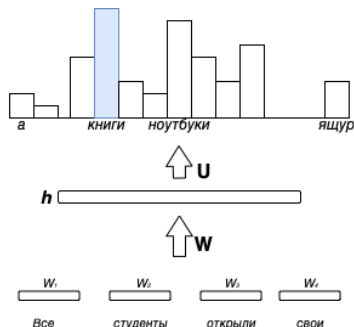 а книги ноутбуки ящур
U
h
W
W₁ W₂ W₃ W₄
Все студенты открыли свои